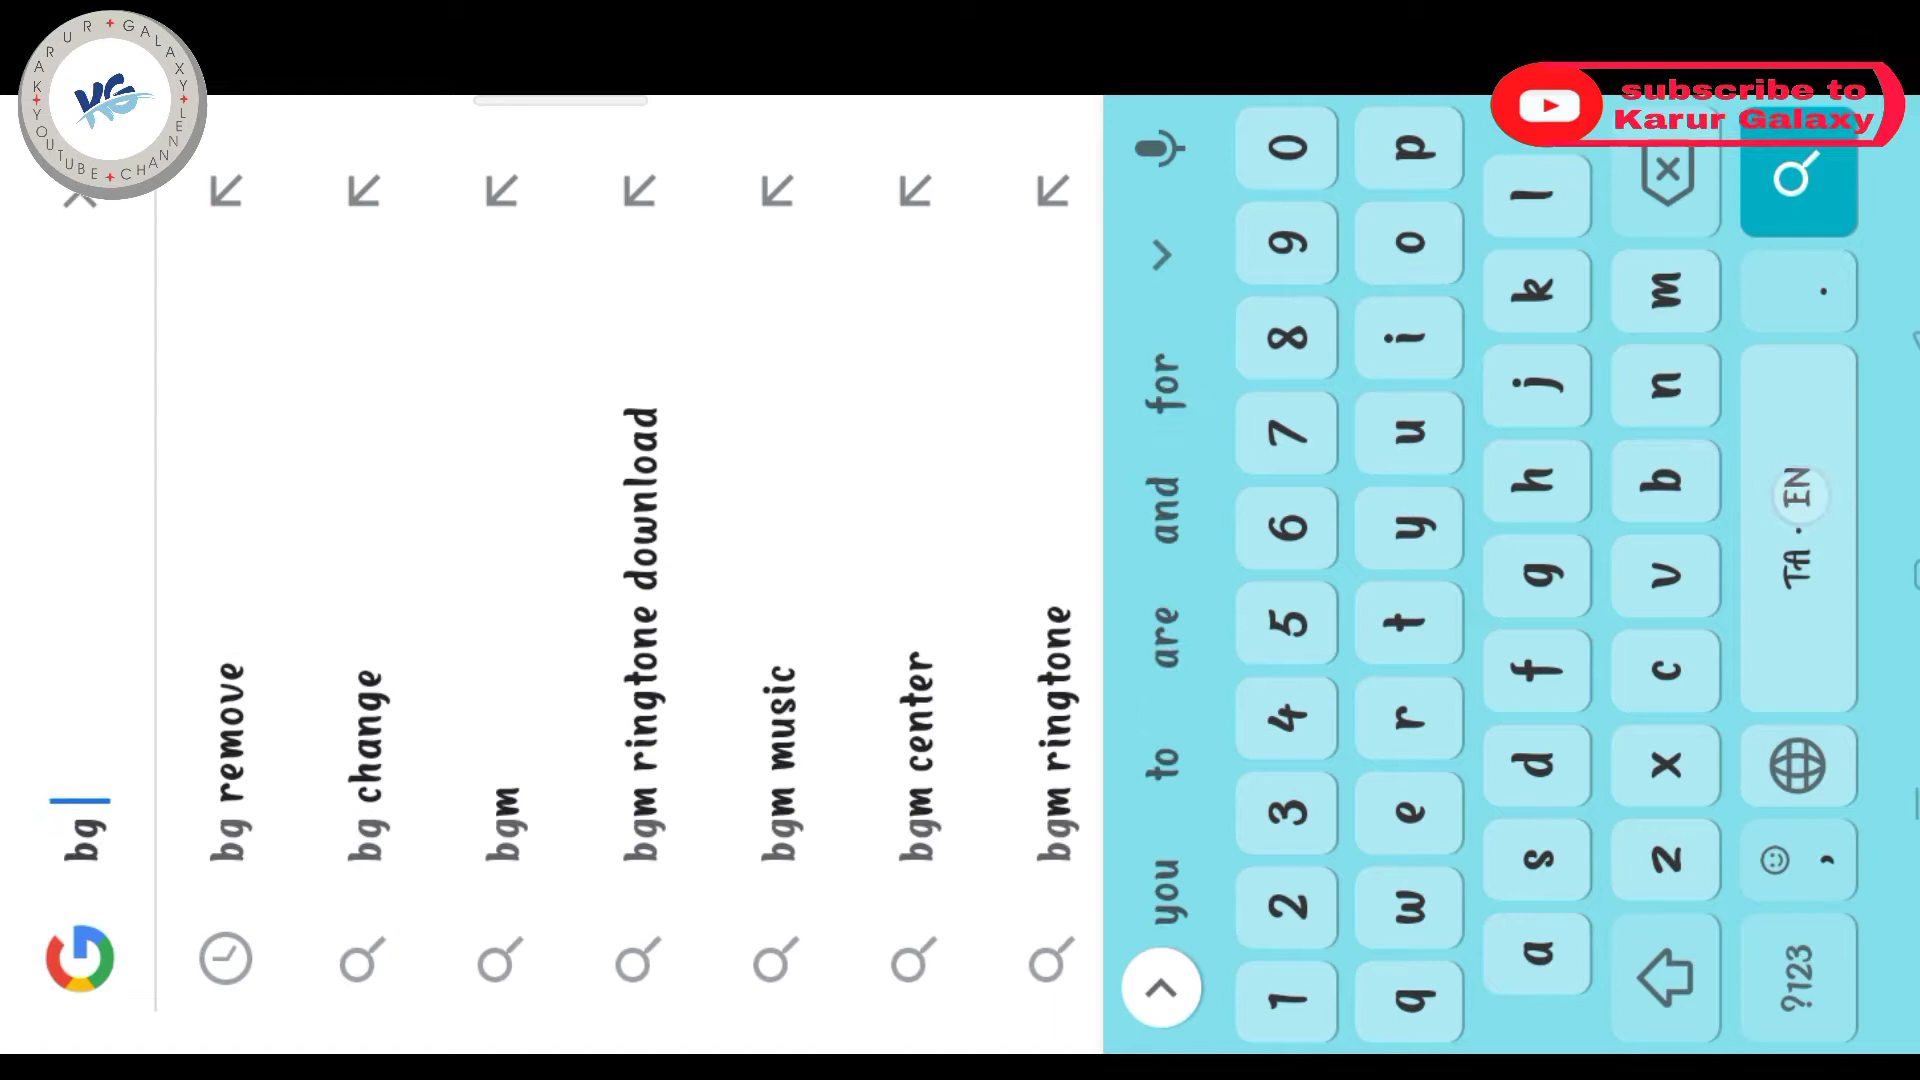 KARUR GALAXY
YOUTUBE CHANNEL
KG
subscribe to
Karur Galaxy
bg
bg remove
bg change
bgm
bgm ringtone download
bgm music
bgm center
bgm ringtone
you to are and for
1 2 3 4 5 6 7 8 9 0
q w e r t y u i o p
a s d f g h j k l
z x c v b n m
?123 , TA · EN .